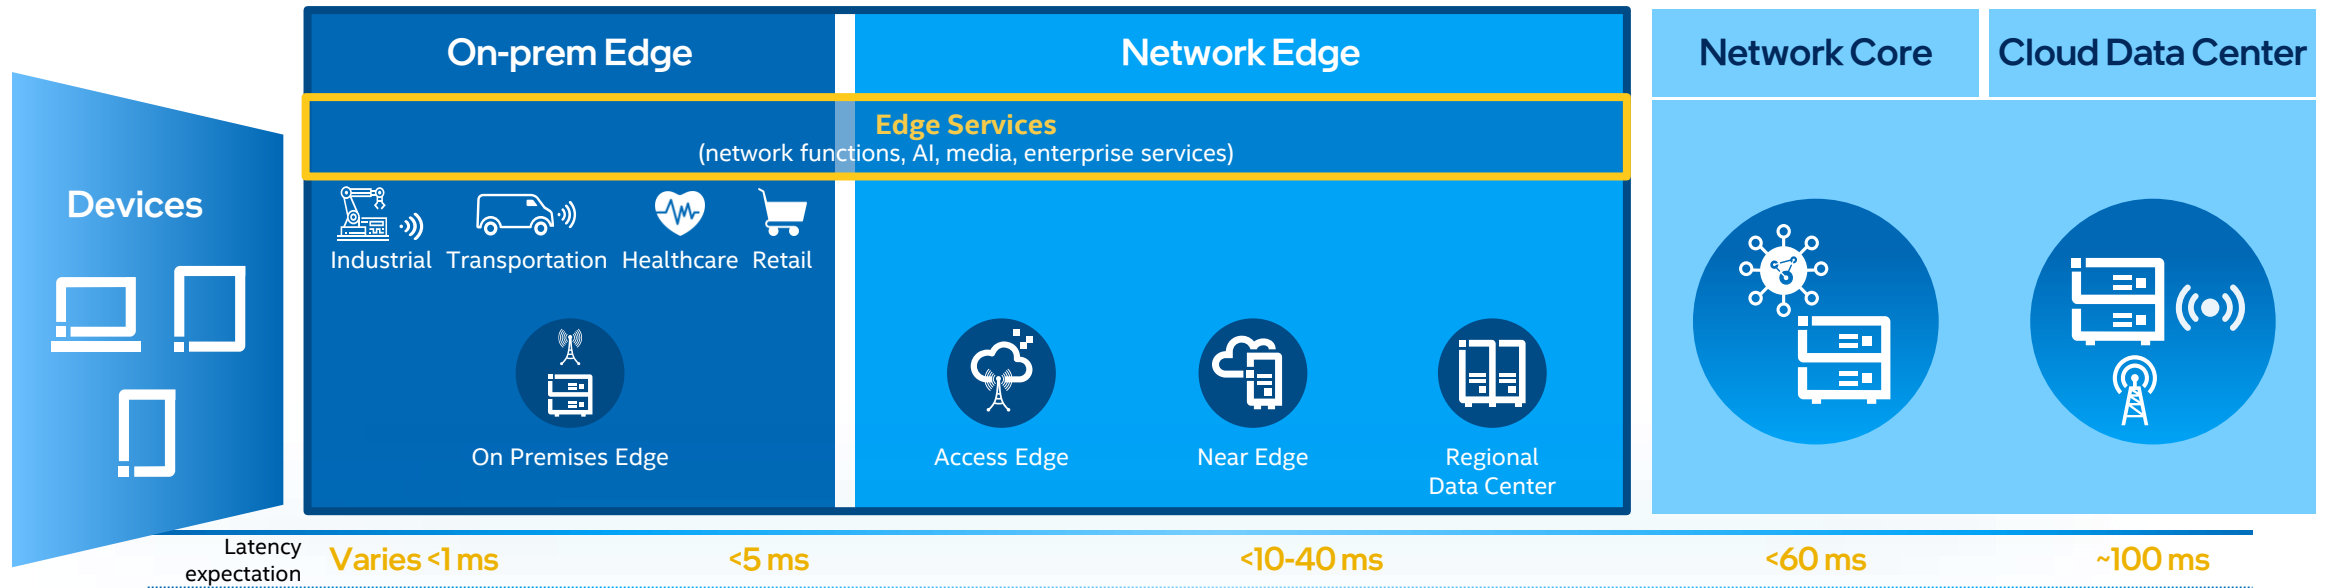 On-prem Edge
Network Edge
Network Core
Cloud Data Center
Edge Services
(network functions, AI, media, enterprise services)
Devices
Industrial
Transportation
Healthcare
Retail
On Premises Edge
Access Edge
Near Edge
Regional
Data Center
Latency
expectation
Varies <1 ms
<5 ms
<10-40 ms
<60 ms
~100 ms